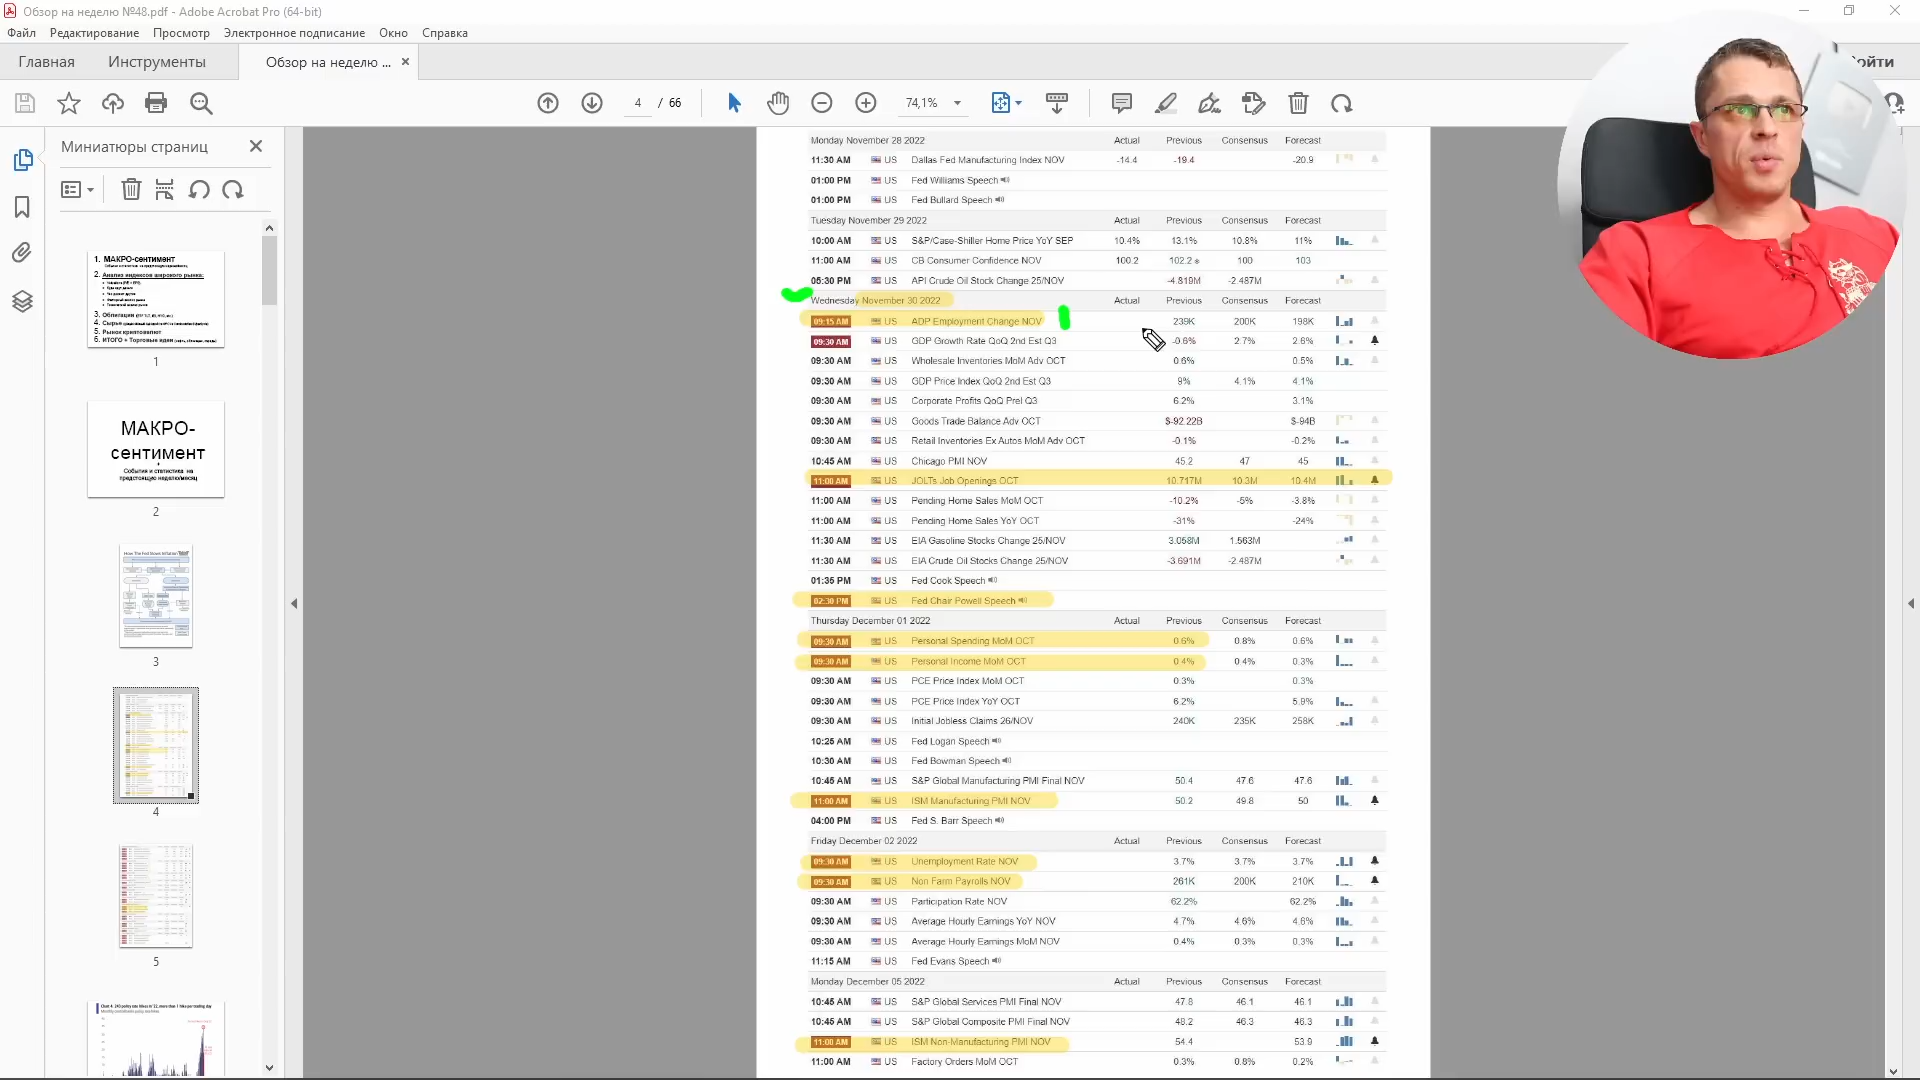 Обзор на неделю №48.pdf - Adobe Acrobat Pro (64-bit)
Файл Редактирование Просмотр Электронное подписание Окно Справка
Главная Инструменты Обзор на неделю ... ×
ойти
4 / 66 74,1%
Миниатюры страниц
1. МАКРО-сентимент
2. Анализ индексов широкого рынка:
6. ИТОГО + Торговые идеи
1
МАКРО-
сентимент
События и статистика на
предстоящую неделю/месяц
2
3
4
5
Monday November 28 2022 Actual Previous Consensus Forecast
11:30 AM US Dallas Fed Manufacturing Index NOV -14.4 -19.4 -20.9
01:00 PM US Fed Williams Speech
01:00 PM US Fed Bullard Speech
Tuesday November 29 2022 Actual Previous Consensus Forecast
10:00 AM US S&P/Case-Shiller Home Price YoY SEP 10.4% 13.1% 10.8% 11%
11:00 AM US CB Consumer Confidence NOV 100.2 102.2 100 103
05:30 PM US API Crude Oil Stock Change 25/NOV -4.819M -2.487M
Wednesday November 30 2022 Actual Previous Consensus Forecast
09:15 AM US ADP Employment Change NOV 239K 200K 198K
09:30 AM US GDP Growth Rate QoQ 2nd Est Q3 -0.6% 2.7% 2.6%
09:30 AM US Wholesale Inventories MoM Adv OCT 0.6% 0.5%
09:30 AM US GDP Price Index QoQ 2nd Est Q3 9% 4.1% 4.1%
09:30 AM US Corporate Profits QoQ Prel Q3 6.2% 3.1%
09:30 AM US Goods Trade Balance Adv OCT $-92.22B $-94B
09:30 AM US Retail Inventories Ex Autos MoM Adv OCT -0.1% -0.2%
10:45 AM US Chicago PMI NOV 45.2 47 45
11:00 AM US JOLTs Job Openings OCT 10.717M 10.3M 10.4M
11:00 AM US Pending Home Sales MoM OCT -10.2% -5% -3.8%
11:00 AM US Pending Home Sales YoY OCT -31% -24%
11:30 AM US EIA Gasoline Stocks Change 25/NOV 3.058M 1.563M
11:30 AM US EIA Crude Oil Stocks Change 25/NOV -3.691M -2.487M
01:35 PM US Fed Cook Speech
02:30 PM US Fed Chair Powell Speech
Thursday December 01 2022 Actual Previous Consensus Forecast
09:30 AM US Personal Spending MoM OCT 0.6% 0.8% 0.6%
09:30 AM US Personal Income MoM OCT 0.4% 0.4% 0.3%
09:30 AM US PCE Price Index MoM OCT 0.3% 0.3%
09:30 AM US PCE Price Index YoY OCT 6.2% 5.9%
09:30 AM US Initial Jobless Claims 26/NOV 240K 235K 258K
10:25 AM US Fed Logan Speech
10:30 AM US Fed Bowman Speech
10:45 AM US S&P Global Manufacturing PMI Final NOV 50.4 47.6 47.6
11:00 AM US ISM Manufacturing PMI NOV 50.2 49.8 50
04:00 PM US Fed S. Barr Speech
Friday December 02 2022 Actual Previous Consensus Forecast
09:30 AM US Unemployment Rate NOV 3.7% 3.7% 3.7%
09:30 AM US Non Farm Payrolls NOV 261K 200K 210K
09:30 AM US Participation Rate NOV 62.2% 62.2%
09:30 AM US Average Hourly Earnings YoY NOV 4.7% 4.6% 4.6%
09:30 AM US Average Hourly Earnings MoM NOV 0.4% 0.3% 0.3%
11:15 AM US Fed Evans Speech
Monday December 05 2022 Actual Previous Consensus Forecast
10:45 AM US S&P Global Services PMI Final NOV 47.8 46.1 46.1
10:45 AM US S&P Global Composite PMI Final NOV 48.2 46.3 46.3
11:00 AM US ISM Non-Manufacturing PMI NOV 54.4 53.9
11:00 AM US Factory Orders MoM OCT 0.3% 0.8% 0.2%